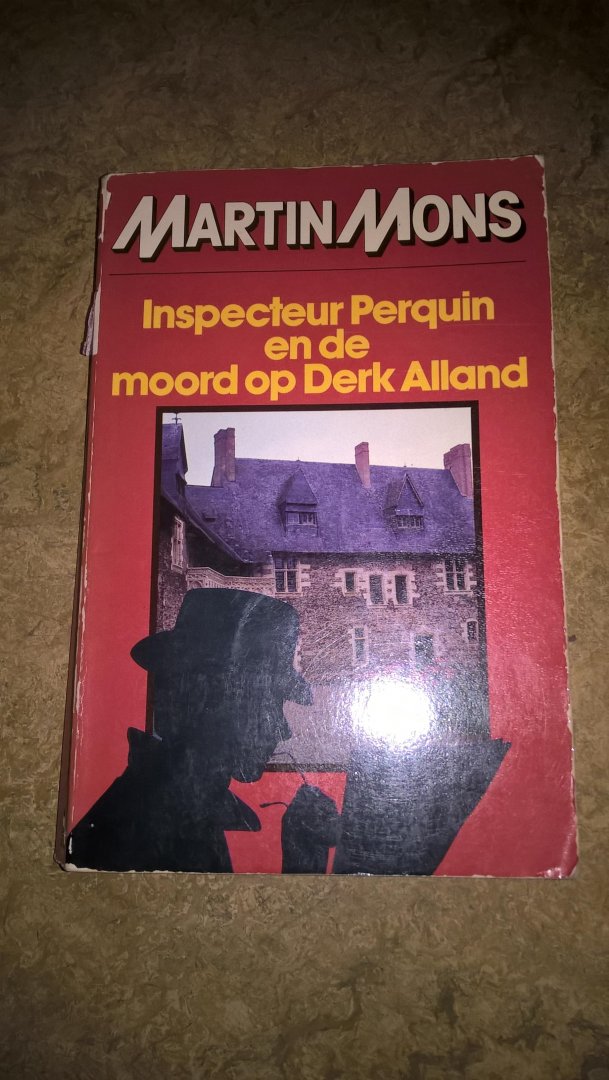 MARTIN MONS
Inspecteur Perquin
en de
moord op Derk Alland